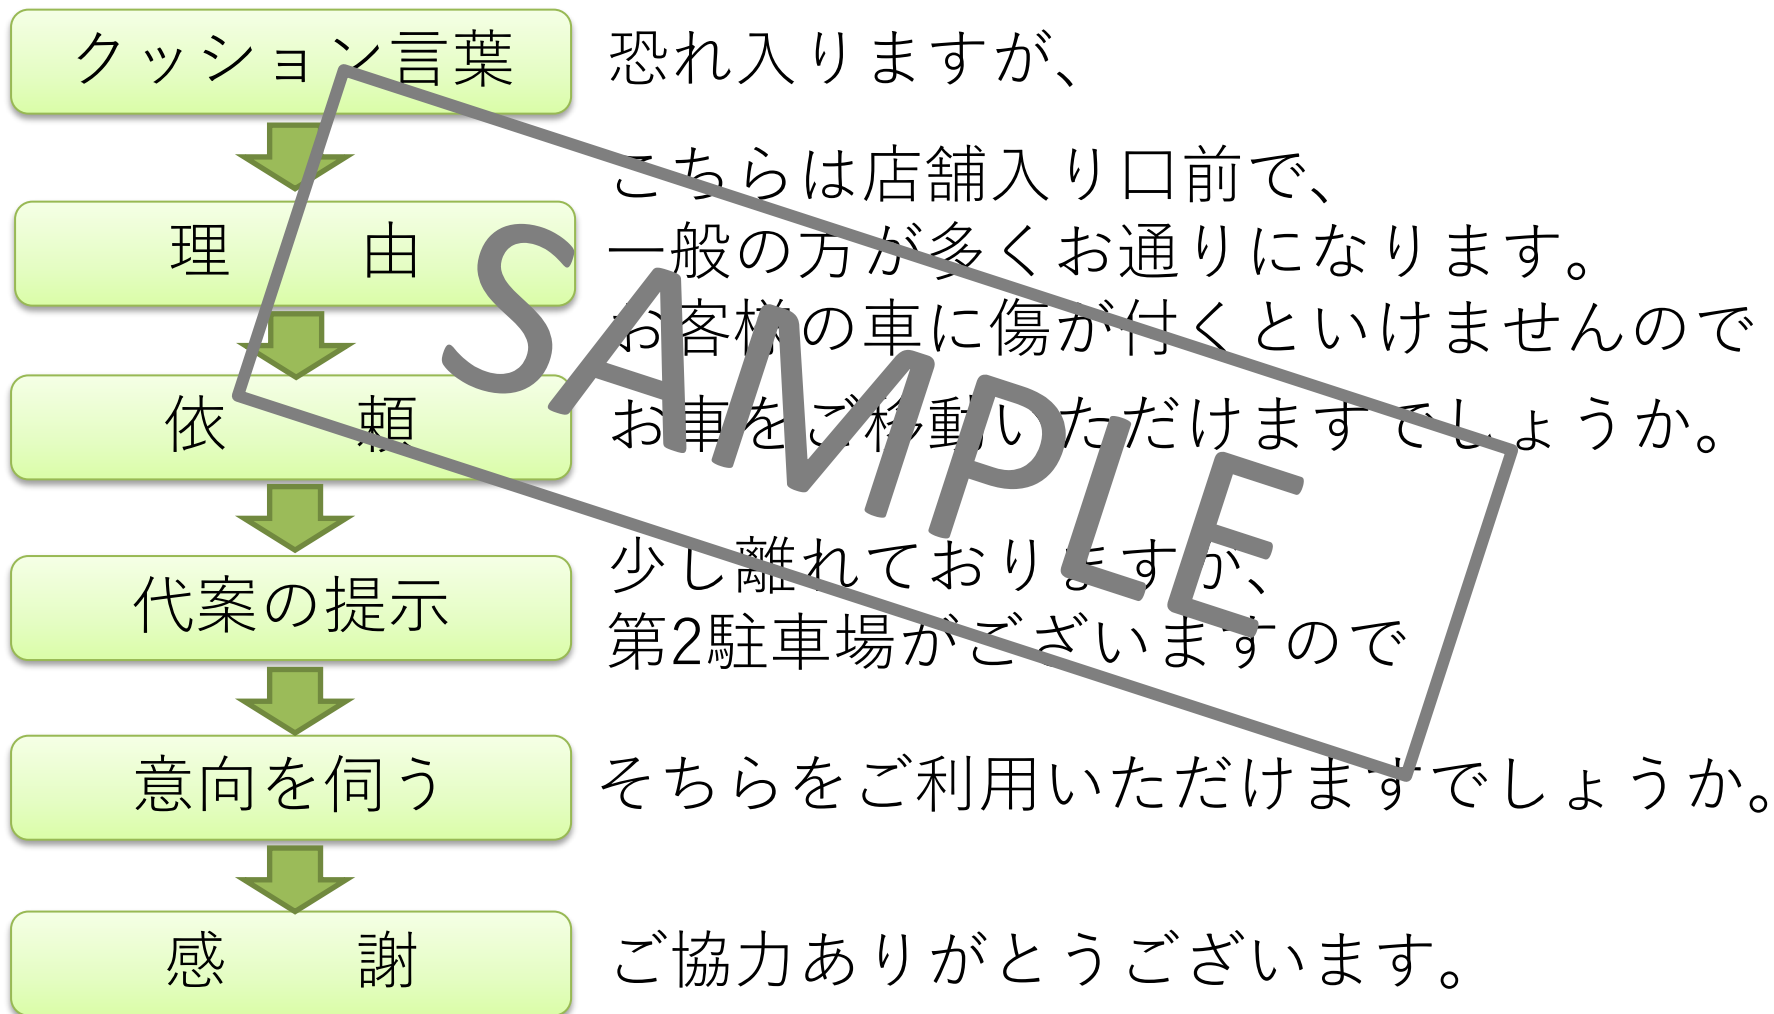 クッション言葉
恐れ入りますが、
理由
こちらは店舗入り口前で、
一般の方が多くお通りになります。
お客様の車に傷が付くといけませんので
依頼
お車をご移動いただけますでしょうか。
代案の提示
少し離れておりますが、
第2駐車場がございますので
意向を伺う
そちらをご利用いただけますでしょうか。
感謝
ご協力ありがとうございます。
SAMPLE